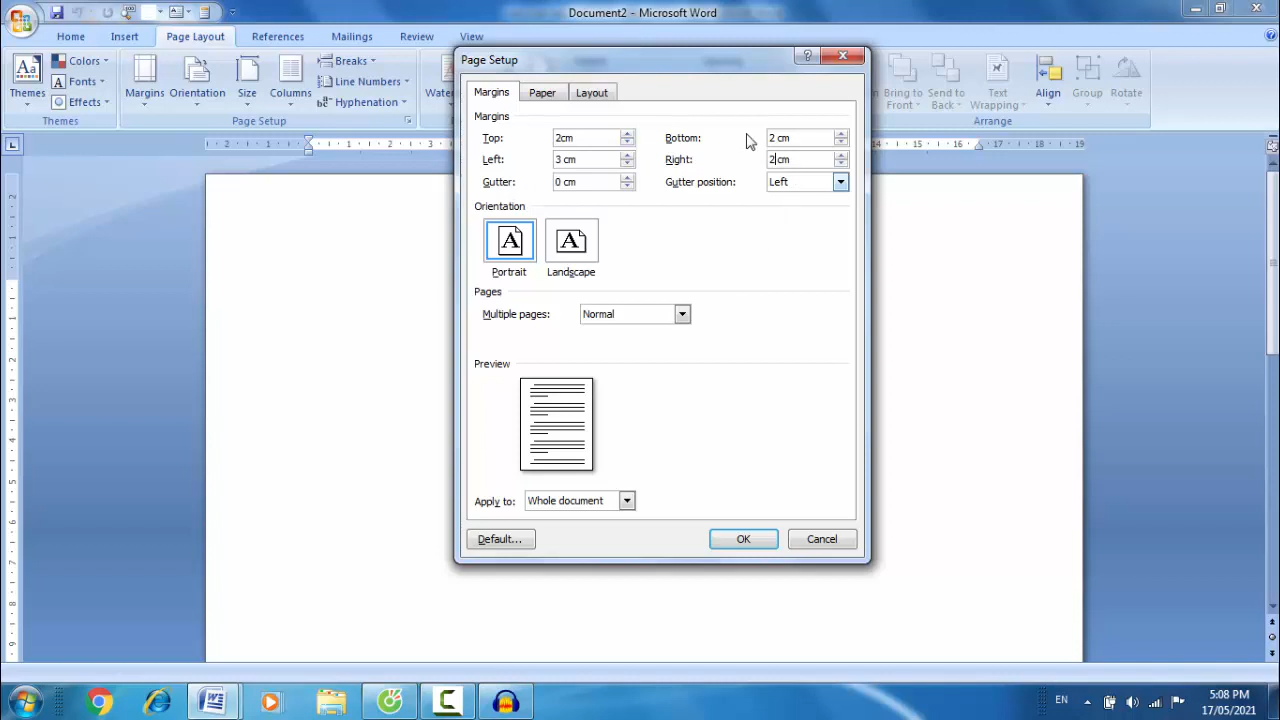 Document2 - Microsoft Word
Home Insert Page Layout References Mailings Review View
Themes
Colors
Fonts
Effects
Themes
Margins Orientation Size Columns
Breaks
Line Numbers
Hyphenation
Page Setup
Bring to Front
Send to Back
Text Wrapping
Align Group Rotate
Arrange
Page Setup
Margins Paper Layout
Margins
Top: 2cm Bottom: 2 cm
Left: 3 cm Right: 2 cm
Gutter: 0 cm Gutter position: Left
Orientation
A A
Portrait Landscape
Pages
Multiple pages: Normal
Preview
Apply to: Whole document
Default... OK Cancel
EN
5:08 PM
17/05/2021